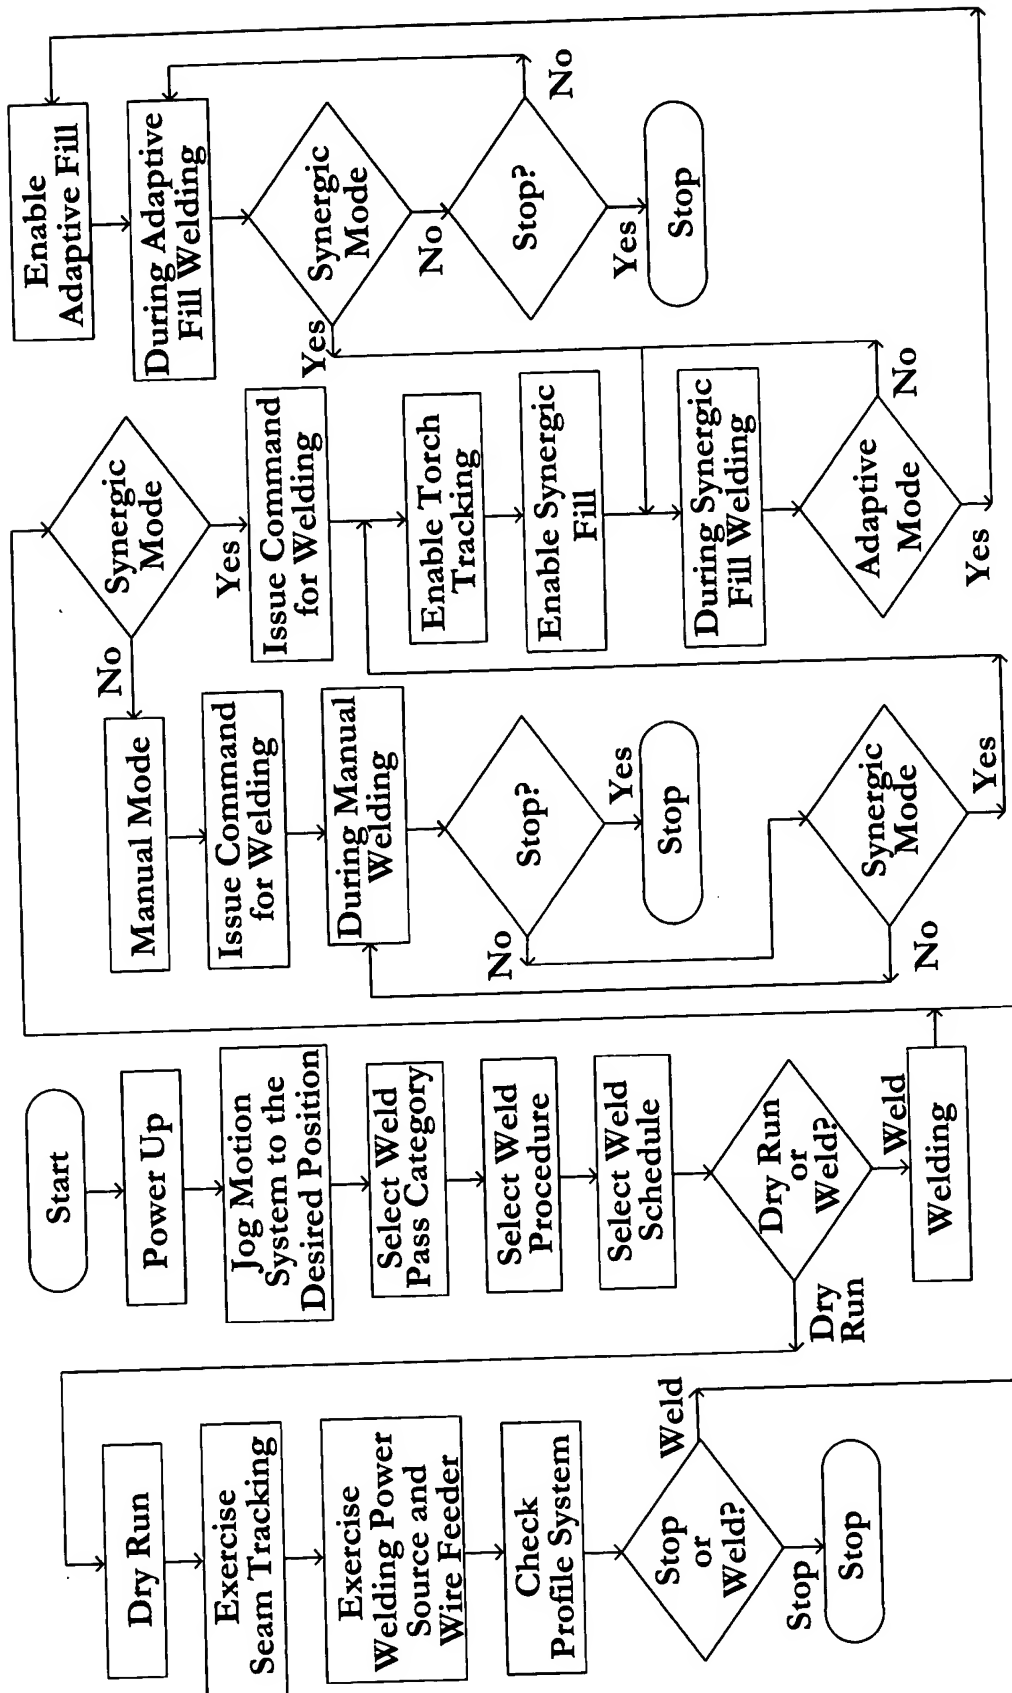 Start
Power Up
Jog Motion
System to the
Desired Position
Select Weld
Pass Category
Select Weld
Procedure
Select Weld
Schedule
Dry Run
or
Weld?
Dry
Run
Weld
Welding
Dry Run
Exercise
Seam Tracking
Exercise
Welding Power
Source and
Wire Feeder
Check
Profile System
Stop
or
Weld?
Weld
Stop
Stop
Synergic
Mode
No
Yes
Manual Mode
Issue Command
for Welding
During Manual
Welding
Stop?
Yes
Stop
No
Synergic
Mode
No
Yes
Issue Command
for Welding
Enable Torch
Tracking
Enable Synergic
Fill
During Synergic
Fill Welding
Adaptive
Mode
No
Yes
Enable
Adaptive Fill
During Adaptive
Fill Welding
Synergic
Mode
Yes
No
Stop?
No
Yes
Stop